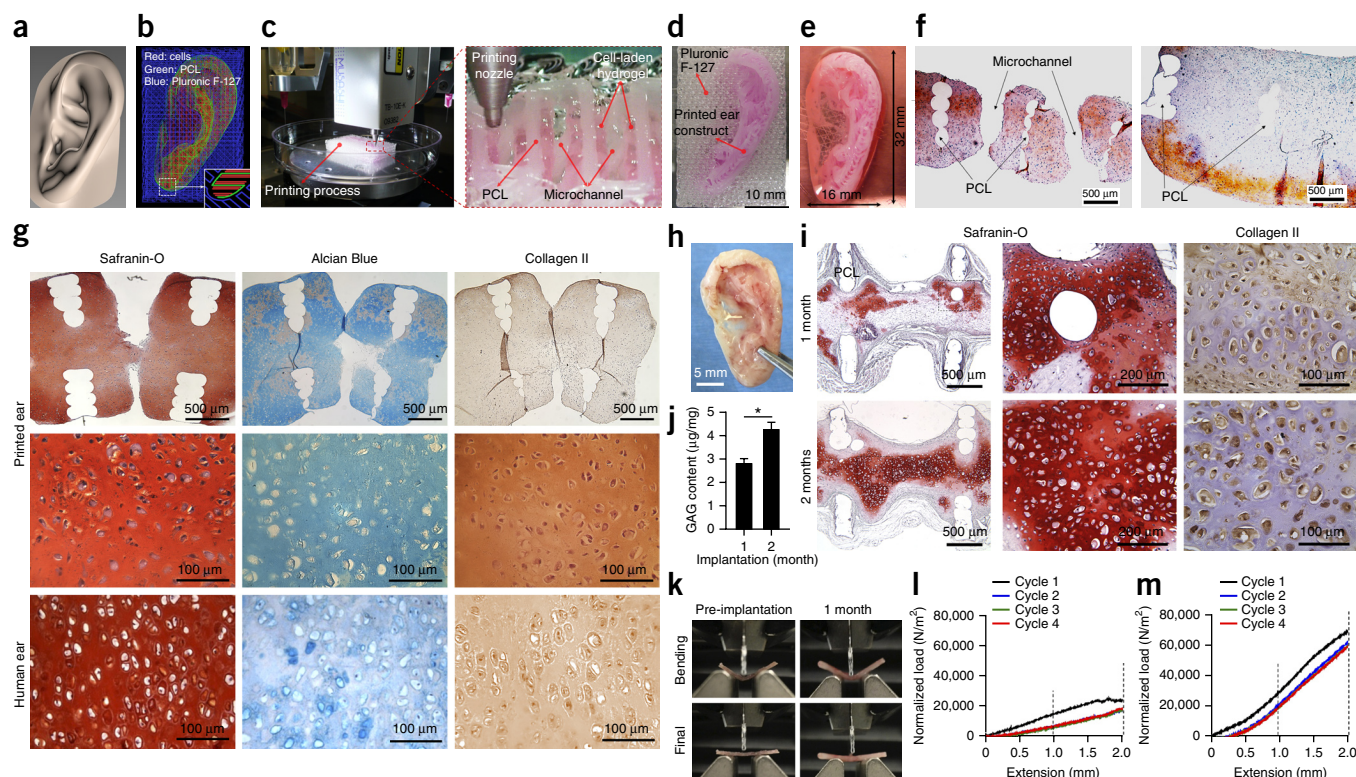 a
b
c
d
e
f
Red: cells
Green: PCL
Blue: Pluronic F-127
Printing process
Printing
nozzle
Cell-laden
hydrogel
PCL
Microchannel
Pluronic
F-127
Printed ear
construct
10 mm
32 mm
16 mm
Microchannel
PCL
500 µm
PCL
500 µm
g
Safranin-O
Alcian Blue
Collagen II
Printed ear
500 µm
500 µm
500 µm
100 µm
100 µm
100 µm
Human ear
100 µm
100 µm
100 µm
h
5 mm
i
Safranin-O
Collagen II
1 month
PCL
500 µm
200 µm
100 µm
2 months
500 µm
200 µm
100 µm
j
GAG content (µg/mg)
5
4
3
2
1
0
*
1
2
Implantation (month)
k
Pre-implantation
1 month
Bending
Final
l
Cycle 1
Cycle 2
Cycle 3
Cycle 4
Normalized load (N/m²)
80,000
60,000
40,000
20,000
0
0
0.5
1.0
1.5
2.0
Extension (mm)
m
Cycle 1
Cycle 2
Cycle 3
Cycle 4
Normalized load (N/m²)
80,000
60,000
40,000
20,000
0
0
0.5
1.0
1.5
2.0
Extension (mm)